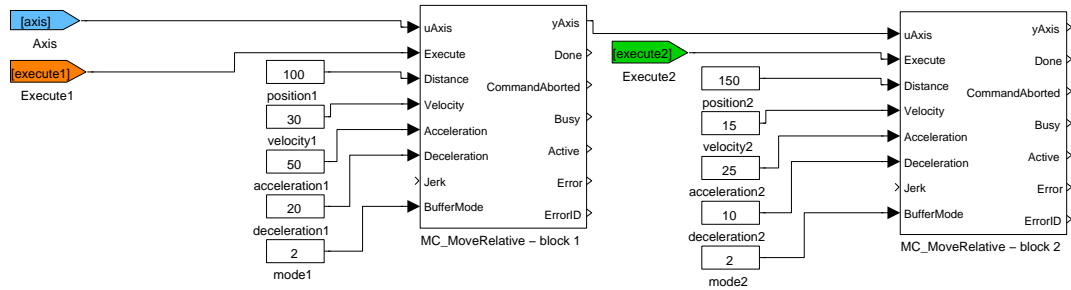 [axis]
Axis
[execute1]
Execute1
100
position1
30
velocity1
50
acceleration1
20
deceleration1
2
mode1
uAxis
Execute
Distance
Velocity
Acceleration
Deceleration
Jerk
BufferMode
yAxis
Done
CommandAborted
Busy
Active
Error
ErrorID
MC_MoveRelative – block 1
[execute2]
Execute2
150
position2
15
velocity2
25
acceleration2
10
deceleration2
2
mode2
uAxis
Execute
Distance
Velocity
Acceleration
Deceleration
Jerk
BufferMode
yAxis
Done
CommandAborted
Busy
Active
Error
ErrorID
MC_MoveRelative – block 2